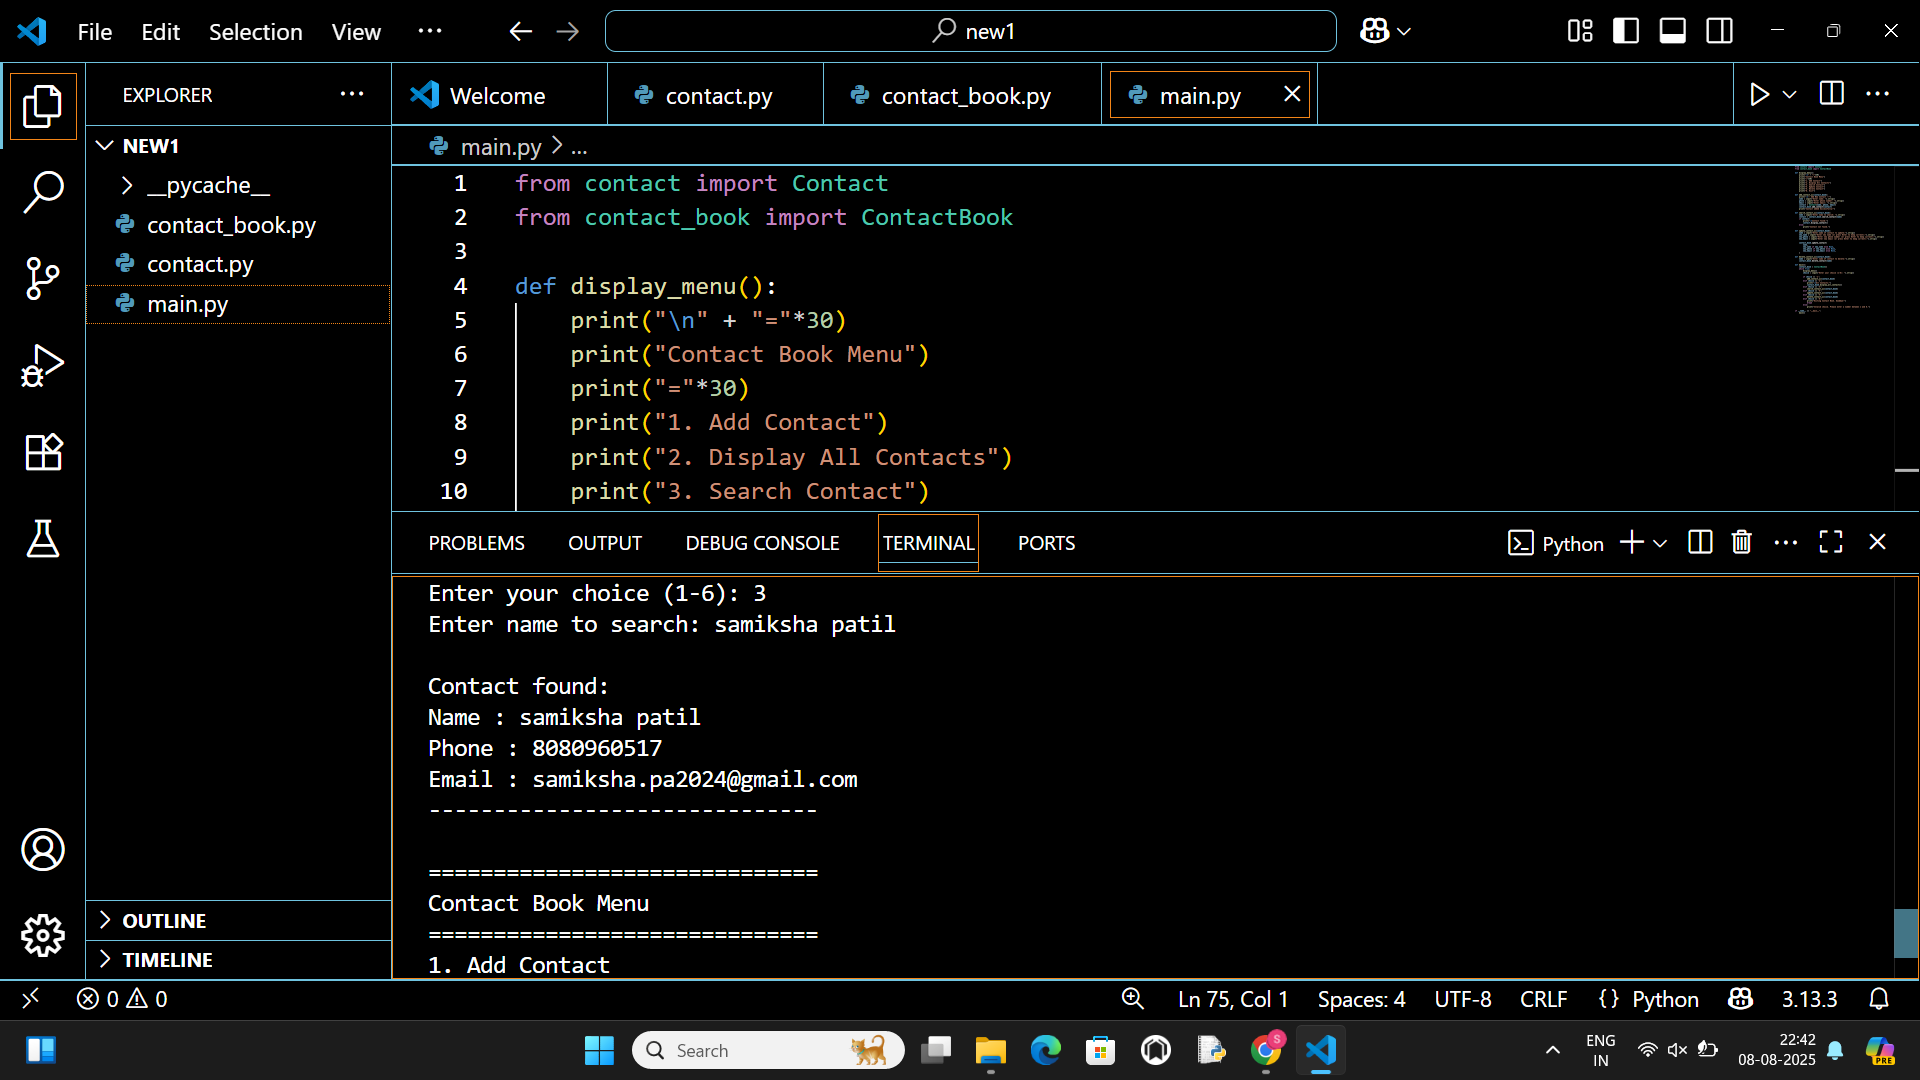 File Edit Selection View ... new1
EXPLORER ...
Welcome contact.py contact_book.py main.py
NEW1
__pycache__
contact_book.py
contact.py
main.py
main.py > ...
1 from contact import Contact
2 from contact_book import ContactBook
3
4 def display_menu():
5 print("\n" + "="*30)
6 print("Contact Book Menu")
7 print("="*30)
8 print("1. Add Contact")
9 print("2. Display All Contacts")
10 print("3. Search Contact")
PROBLEMS OUTPUT DEBUG CONSOLE TERMINAL PORTS Python
Enter your choice (1-6): 3
Enter name to search: samiksha patil
Contact found:
Name : samiksha patil
Phone : 8080960517
Email : samiksha.pa2024@gmail.com
------------------------------
==============================
Contact Book Menu
==============================
1. Add Contact
OUTLINE
TIMELINE
0 0 Ln 75, Col 1 Spaces: 4 UTF-8 CRLF {} Python 3.13.3
Search S ENG IN 22:42 08-08-2025 PRE